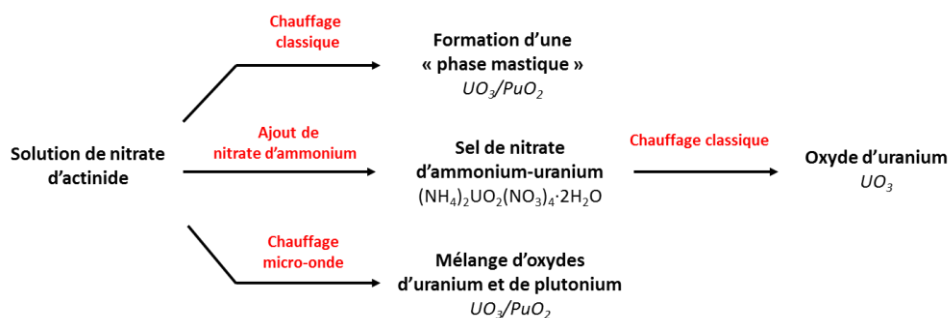 Chauffage
classique
Formation d’une
« phase mastique »
UO₃/PuO₂
Solution de nitrate
d’actinide
Ajout de
nitrate d’ammonium
Sel de nitrate
d’ammonium-uranium
(NH₄)₂UO₂(NO₃)₄·2H₂O
Chauffage classique
Oxyde d’uranium
UO₃
Chauffage
micro-onde
Mélange d’oxydes
d’uranium et de plutonium
UO₃/PuO₂